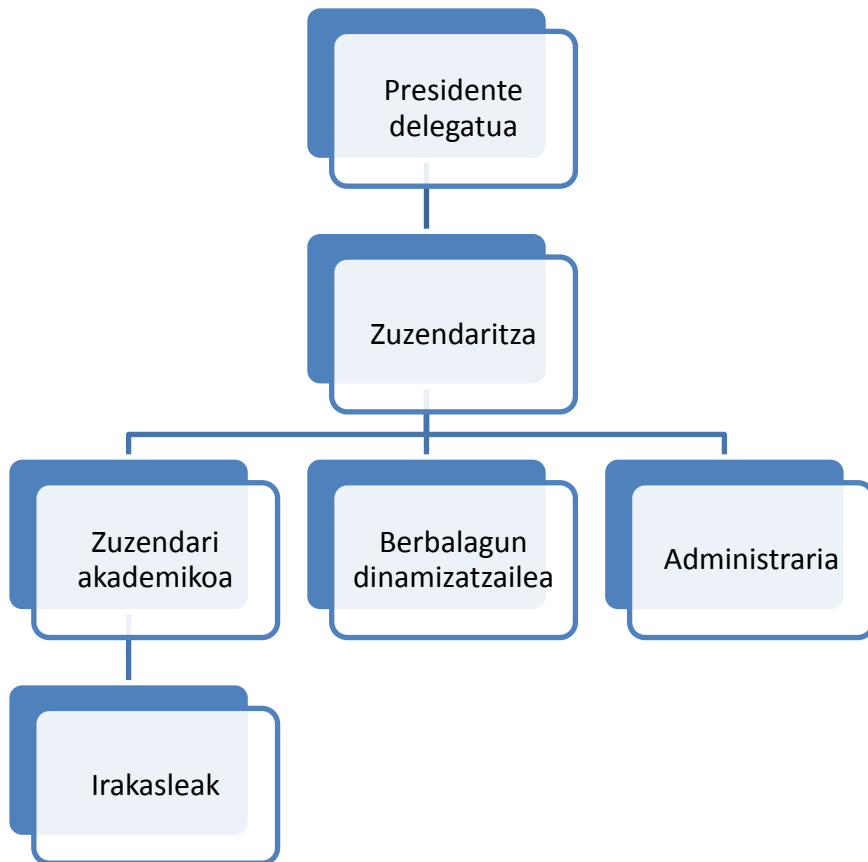 Presidente
delegatua
Zuzendaritza
Zuzendari
akademikoa
Berbalagun
dinamizatzailea
Administraria
Irakasleak